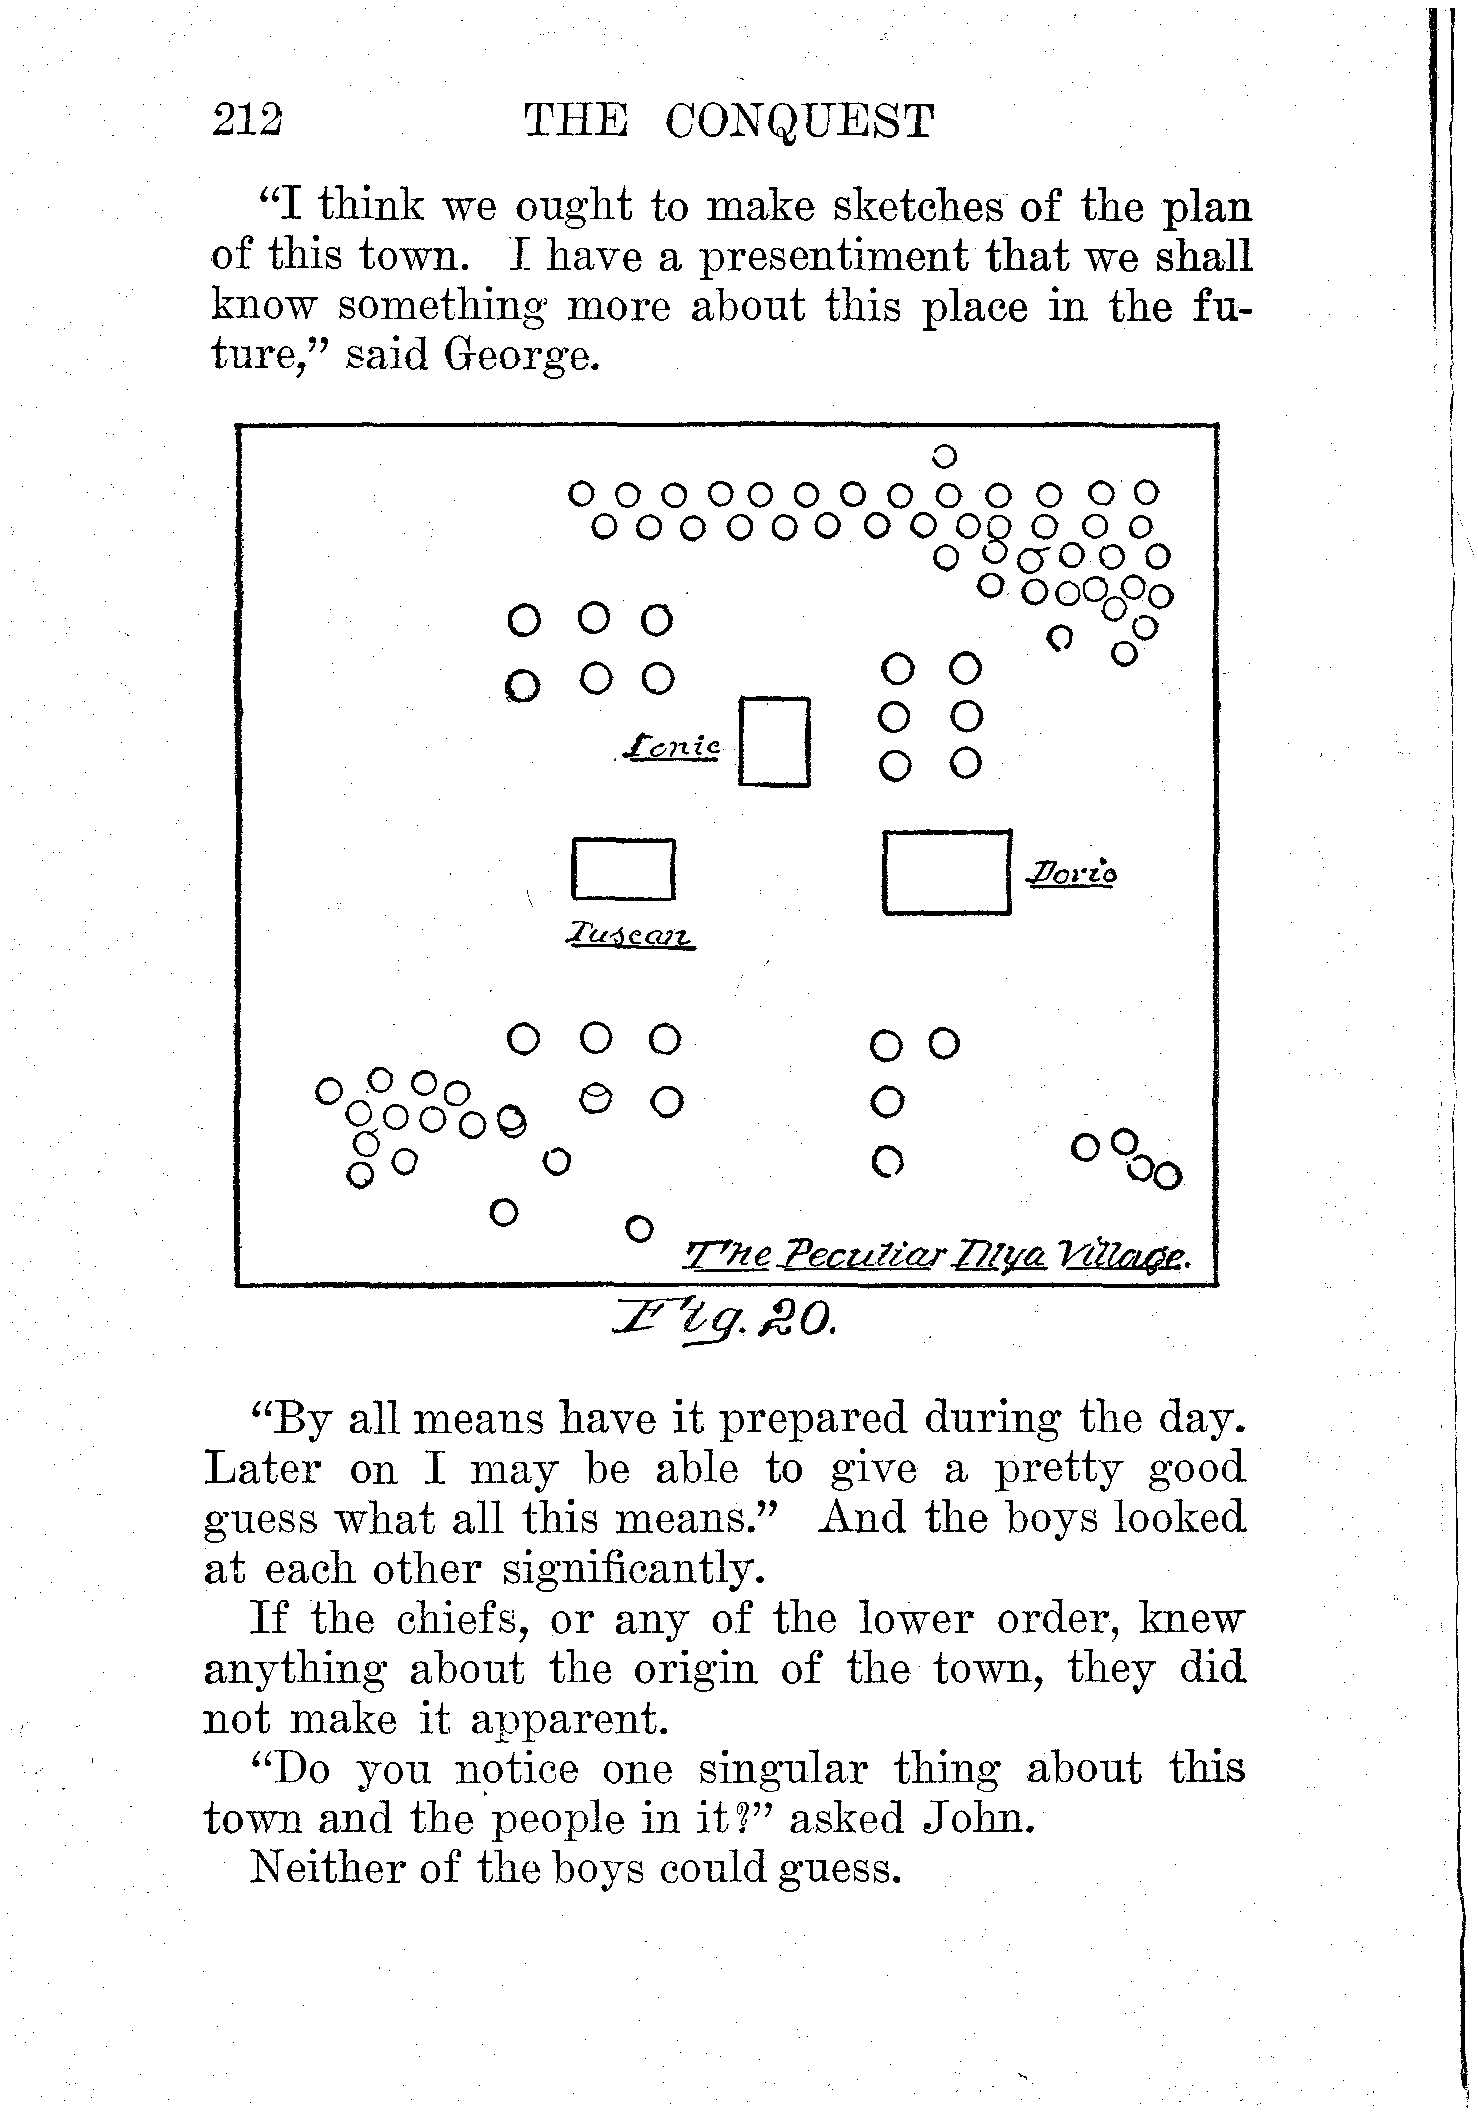 212 THE CONQUEST
“I think we ought to make sketches of the plan
of this town. I have a presentiment that we shall
know something more about this place in the fu-
ture,” said George.
Ionic
Doric
Tuscan
The Peculiar Illya Village.
Fig. 20.
“By all means have it prepared during the day.
Later on I may be able to give a pretty good
guess what all this means.” And the boys looked
at each other significantly.
If the chiefs, or any of the lower order, knew
anything about the origin of the town, they did
not make it apparent.
“Do you notice one singular thing about this
town and the people in it?” asked John.
Neither of the boys could guess.